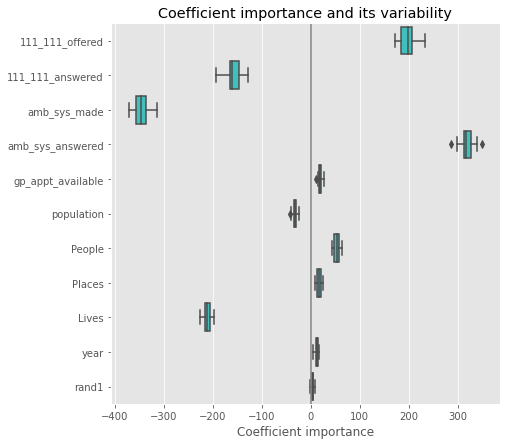 Coefficient importance and its variability
111_111_offered
111_111_answered
amb_sys_made
amb_sys_answered
gp_appt_available
population
People
Places
Lives
year
rand1
−400 −300 −200 −100 0 100 200 300
Coefficient importance